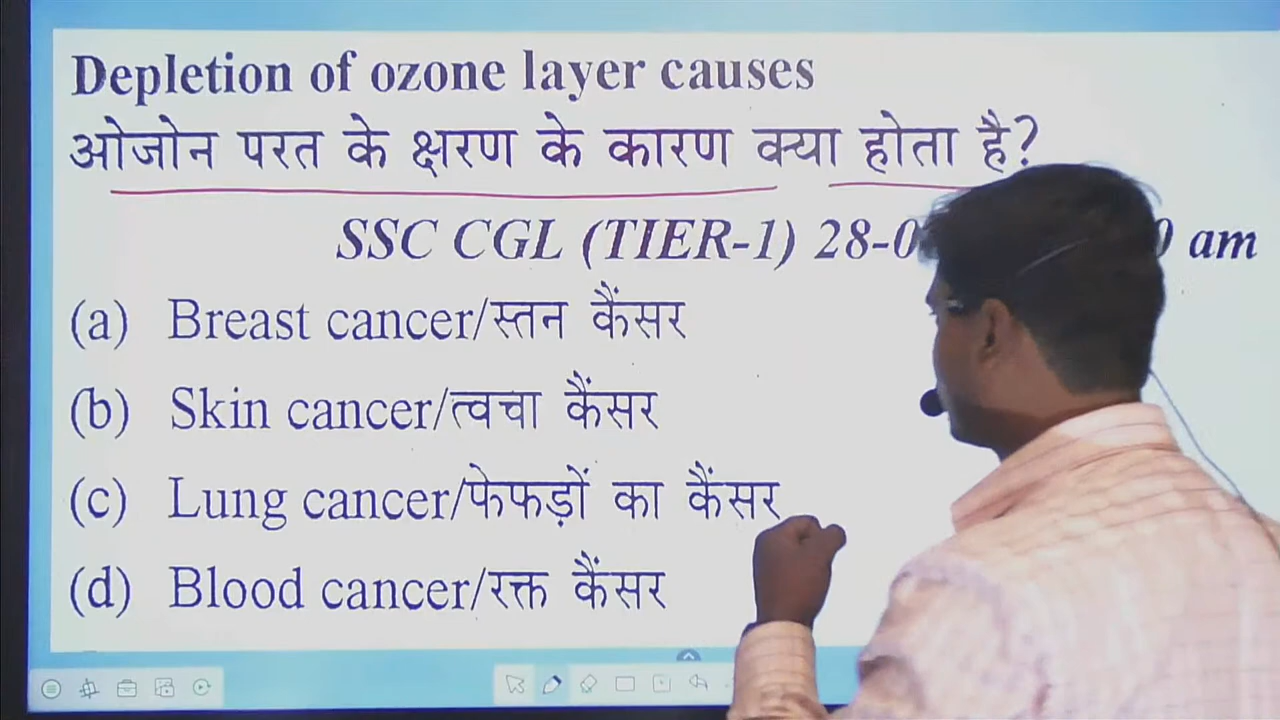 Depletion of ozone layer causes
ओजोन परत के क्षरण के कारण क्या होता है?
SSC CGL (TIER-1) 28-0 am
(a) Breast cancer/स्तन कैंसर
(b) Skin cancer/त्वचा कैंसर
(c) Lung cancer/फेफड़ों का कैंसर
(d) Blood cancer/रक्त कैंसर